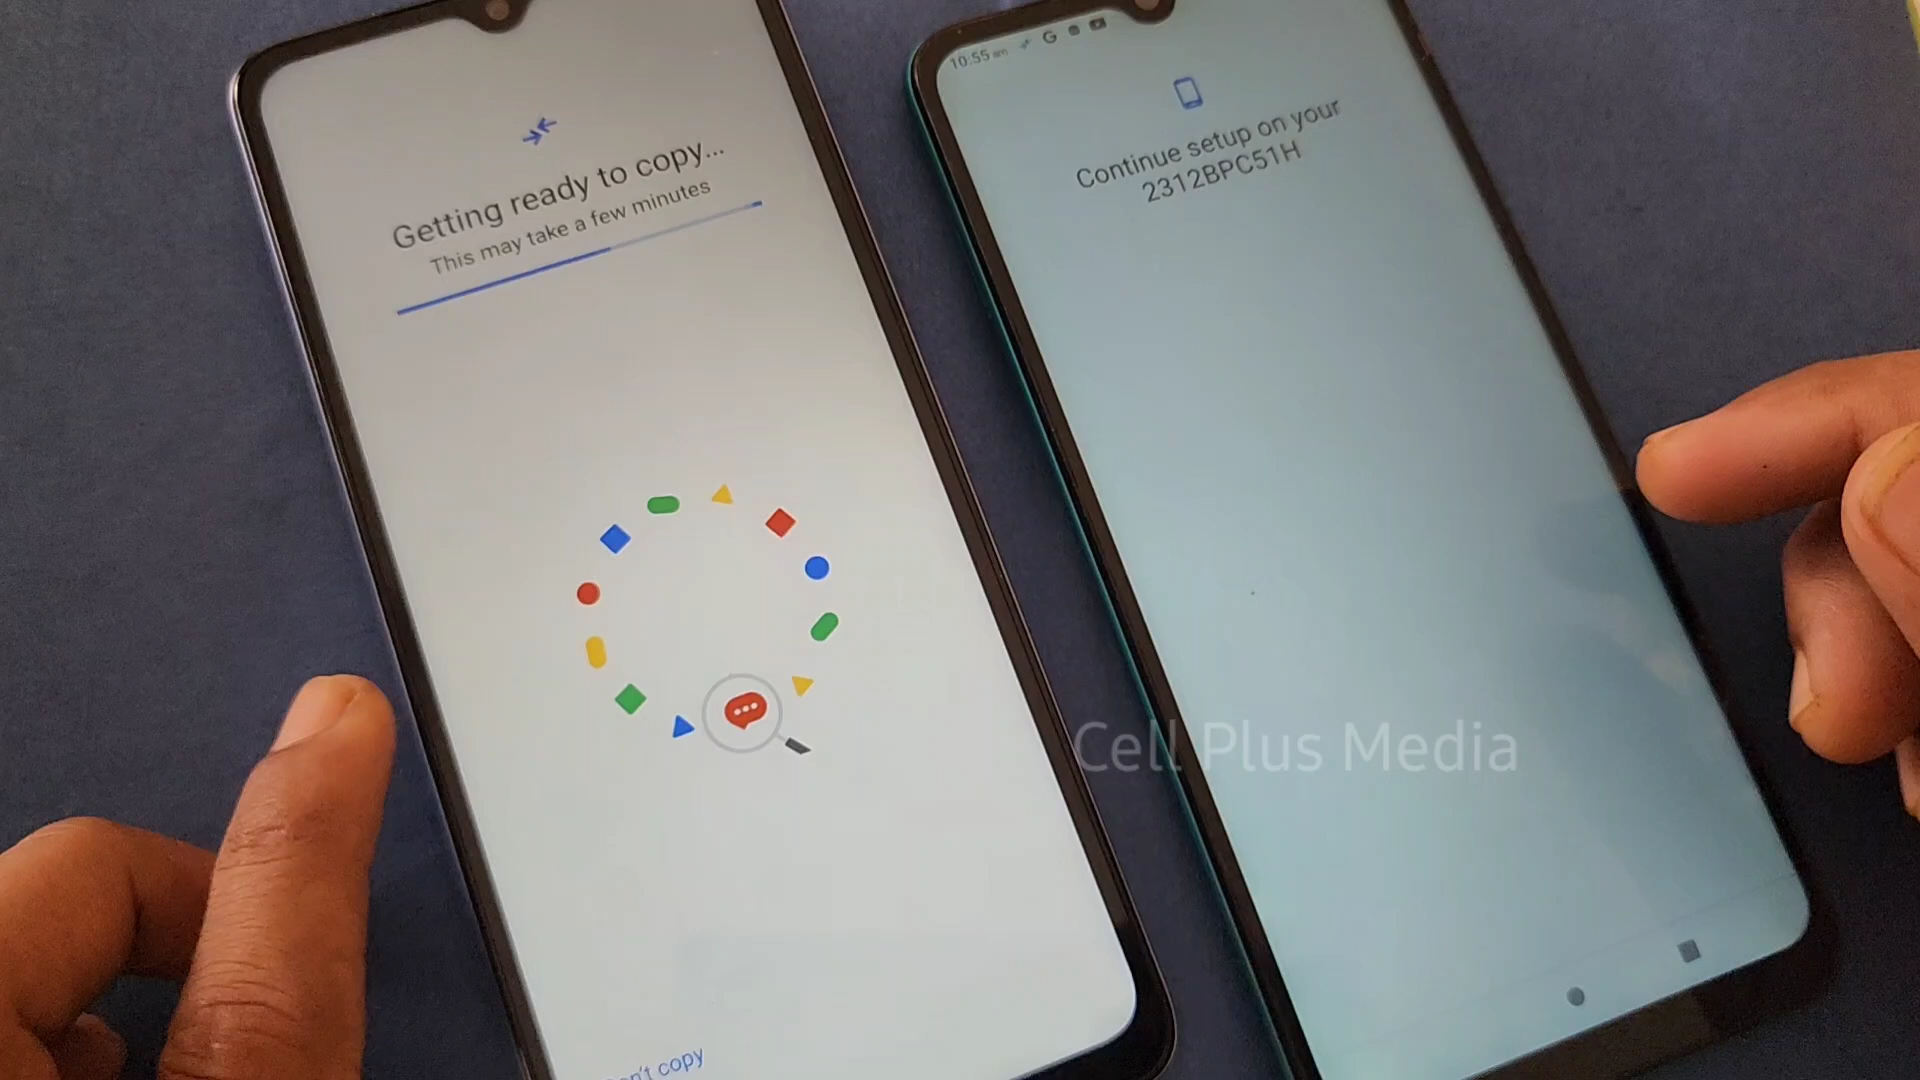 Getting ready to copy...
This may take a few minutes
copy
10:55 am
G
Continue setup on your
2312BPC51H
Cell Plus Media